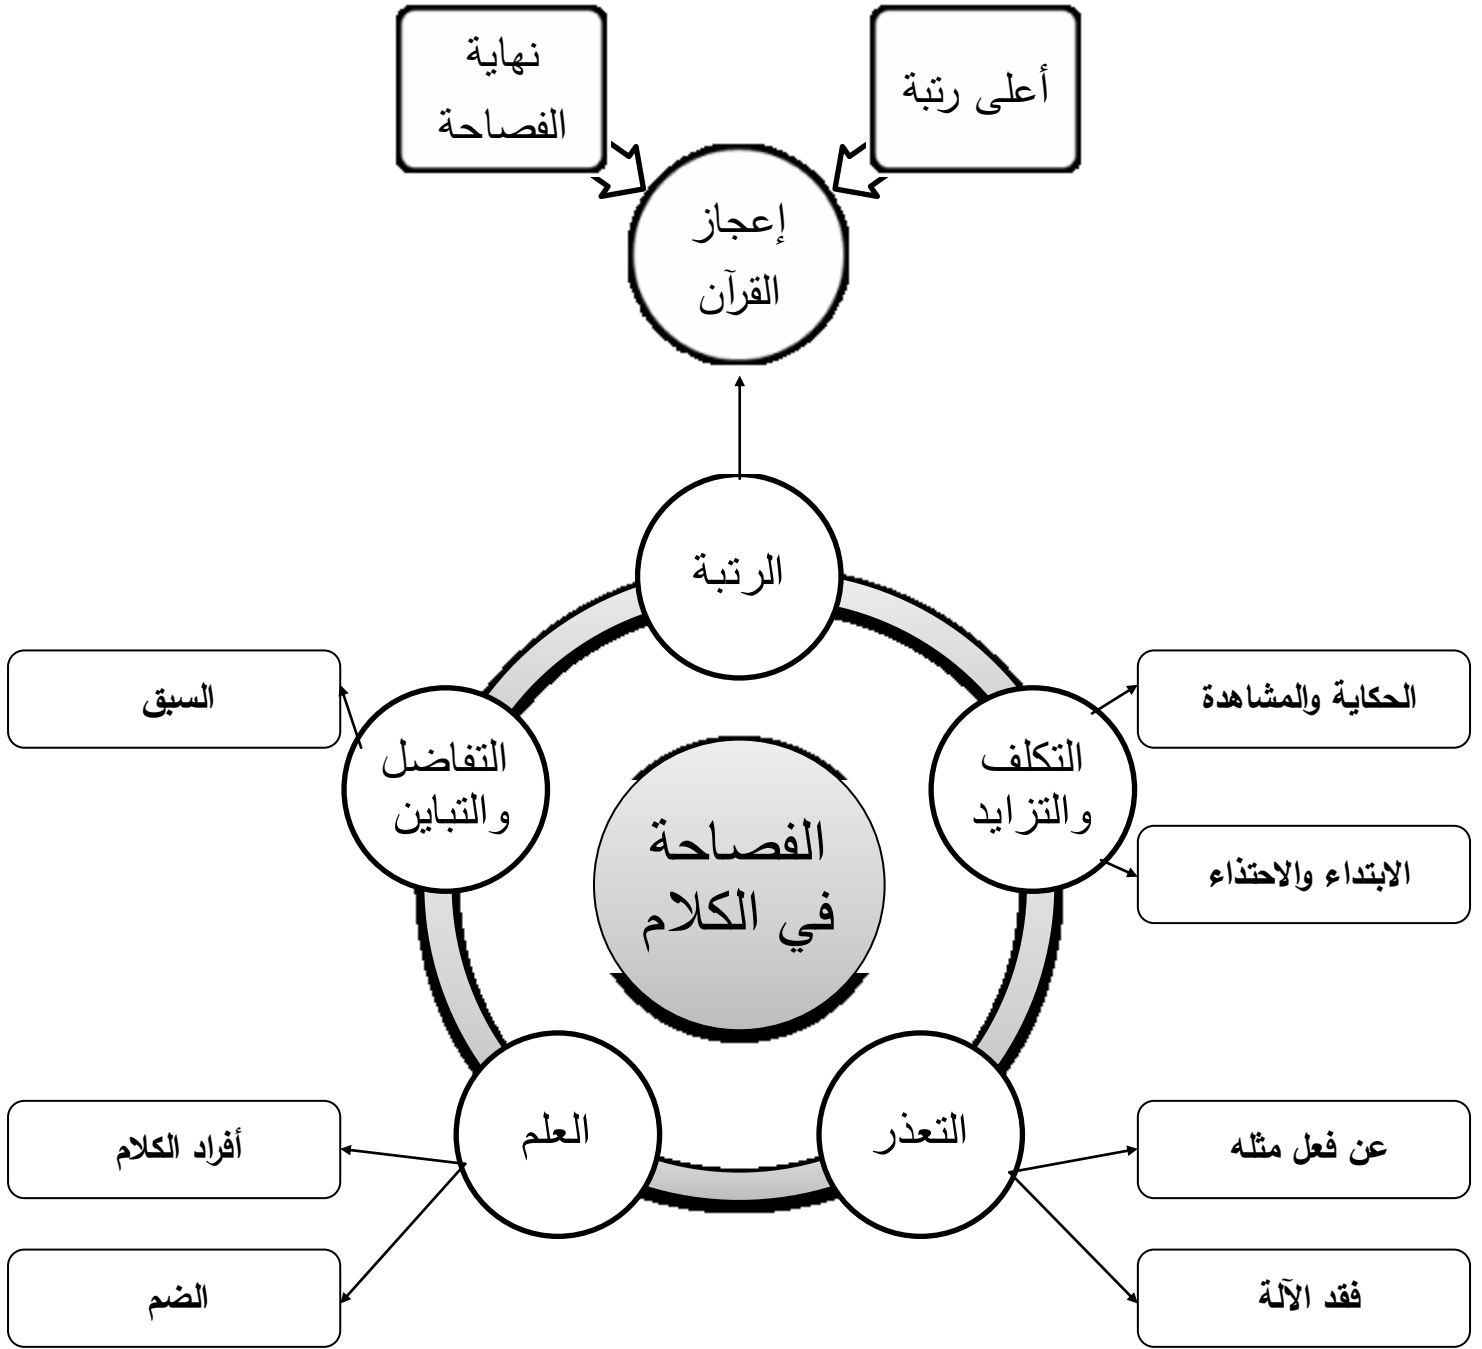 أعلى رتبة
نهاية
الفصاحة
إعجاز
القرآن
الرتبة
الحكاية والمشاهدة
السبق
التكلف
والتزايد
التفاضل
والتباين
الفصاحة
في الكلام
الابتداء والاحتذاء
التعذر
العلم
عن فعل مثله
أفراد الكلام
فقد الآلة
الضم